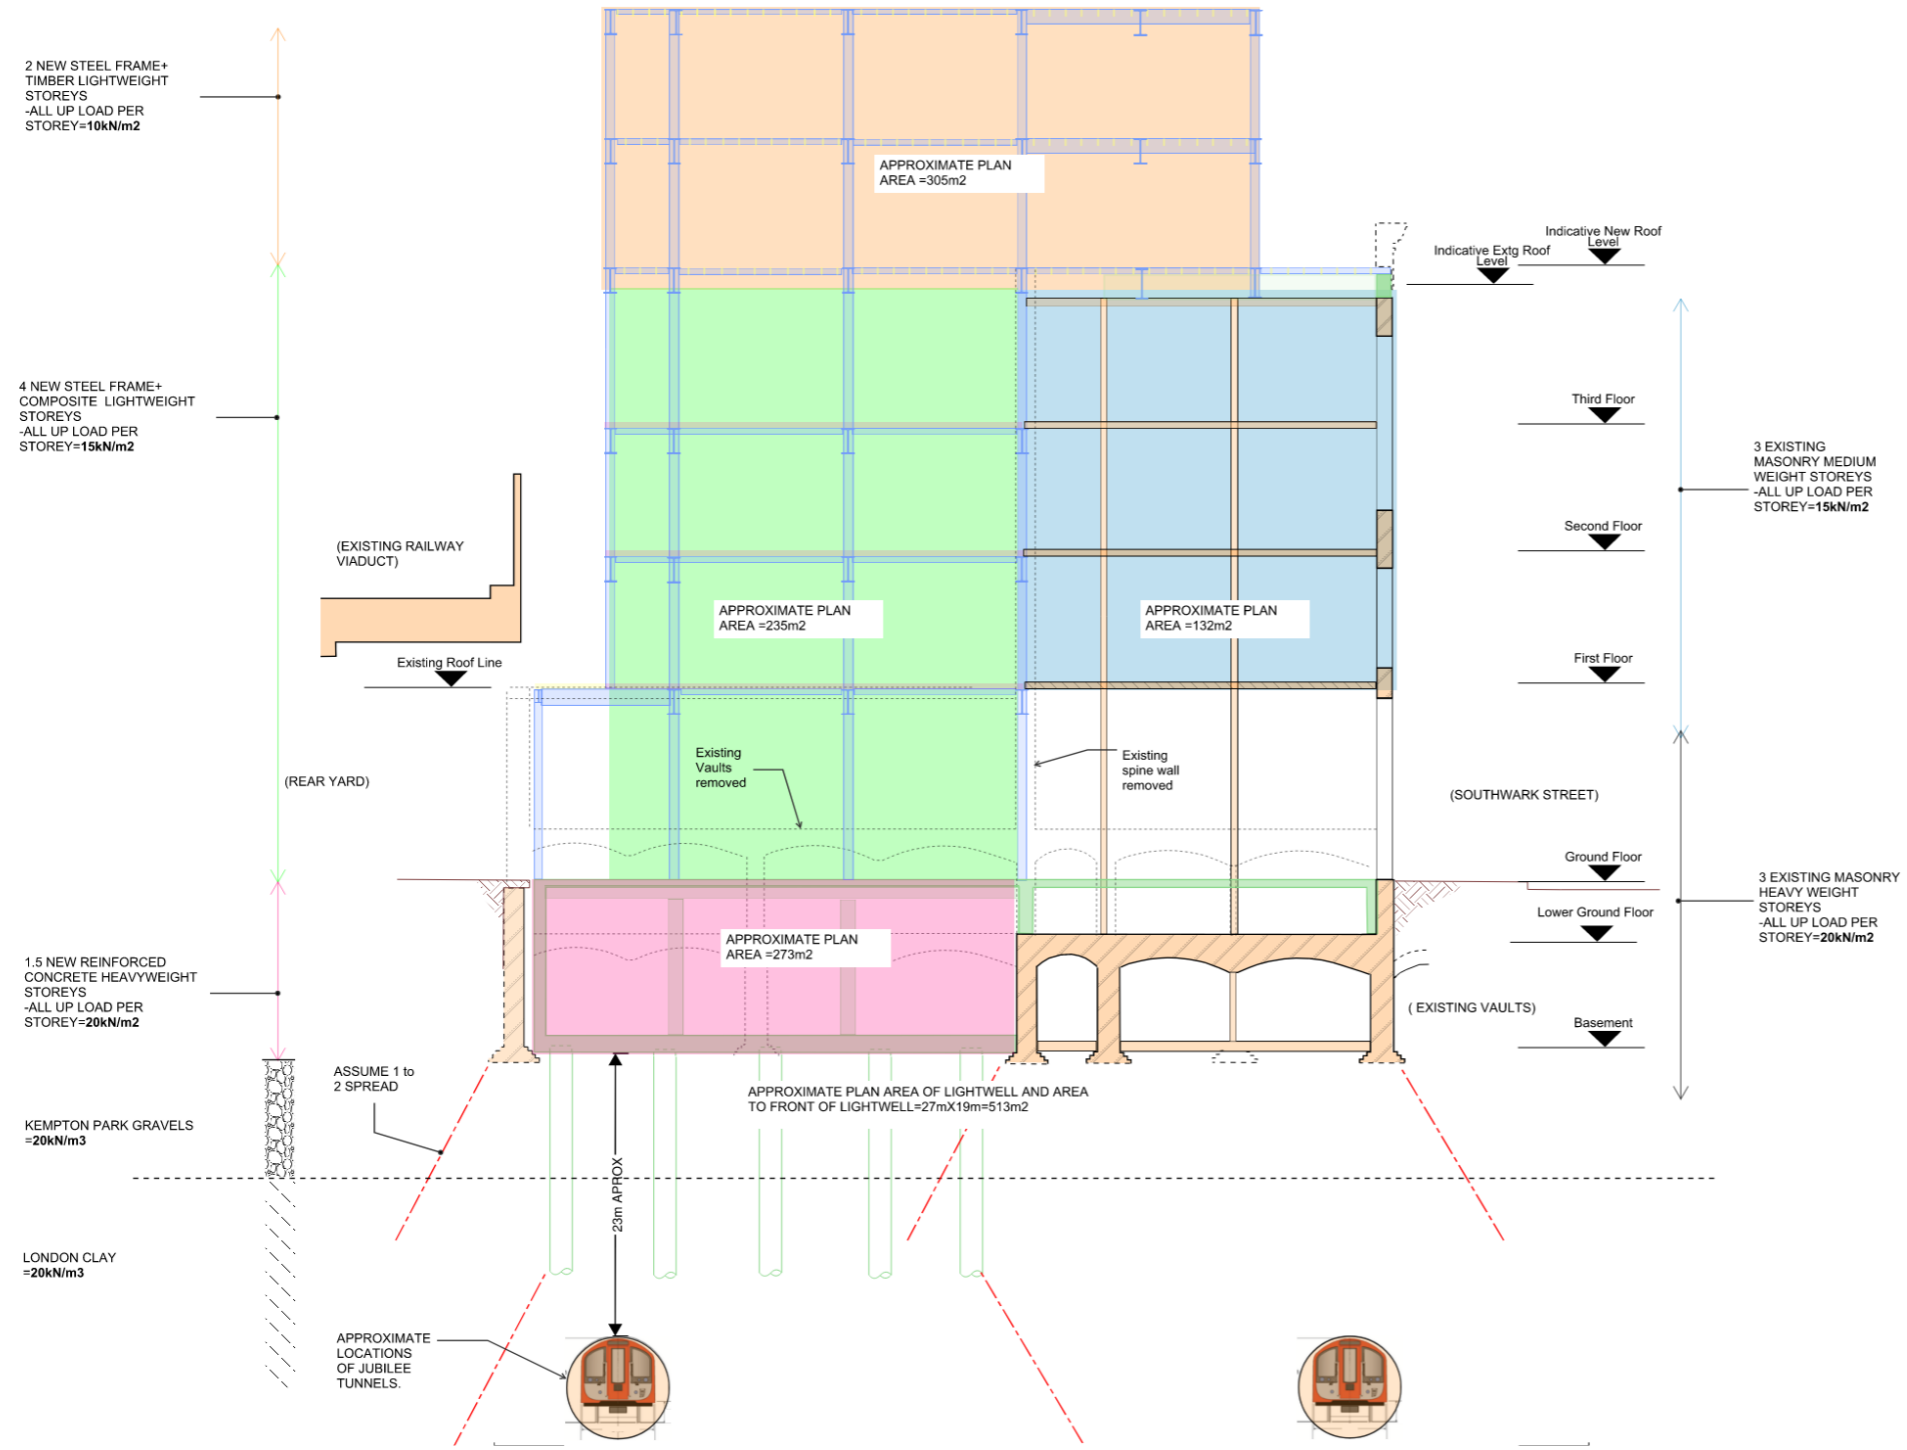 2 NEW STEEL FRAME+
TIMBER LIGHTWEIGHT
STOREYS
-ALL UP LOAD PER
STOREY=10kN/m2
APPROXIMATE PLAN
AREA =305m2
Indicative New Roof
Level
Indicative Extg Roof
Level
4 NEW STEEL FRAME+
COMPOSITE LIGHTWEIGHT
STOREYS
-ALL UP LOAD PER
STOREY=15kN/m2
Third Floor
3 EXISTING
MASONRY MEDIUM
WEIGHT STOREYS
-ALL UP LOAD PER
STOREY=15kN/m2
Second Floor
(EXISTING RAILWAY
VIADUCT)
APPROXIMATE PLAN
AREA =235m2
APPROXIMATE PLAN
AREA =132m2
Existing Roof Line
First Floor
Existing
Vaults
removed
Existing
spine wall
removed
(REAR YARD)
(SOUTHWARK STREET)
Ground Floor
3 EXISTING MASONRY
HEAVY WEIGHT
STOREYS
-ALL UP LOAD PER
STOREY=20kN/m2
Lower Ground Floor
APPROXIMATE PLAN
AREA =273m2
1.5 NEW REINFORCED
CONCRETE HEAVYWEIGHT
STOREYS
-ALL UP LOAD PER
STOREY=20kN/m2
( EXISTING VAULTS)
Basement
ASSUME 1 to
2 SPREAD
APPROXIMATE PLAN AREA OF LIGHTWELL AND AREA
TO FRONT OF LIGHTWELL=27mX19m=513m2
KEMPTON PARK GRAVELS
=20kN/m3
23m APROX
LONDON CLAY
=20kN/m3
APPROXIMATE
LOCATIONS
OF JUBILEE
TUNNELS.